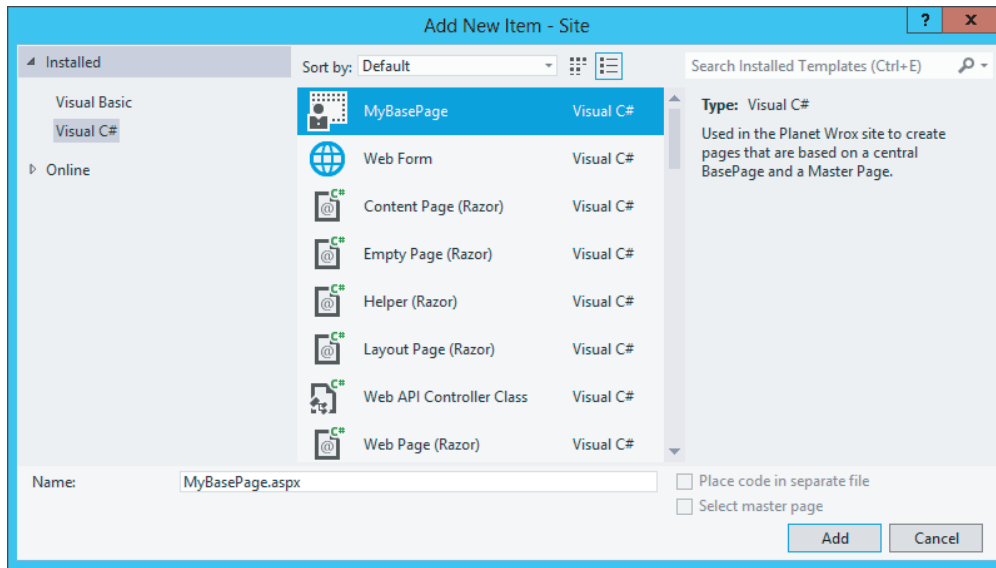 Add New Item - Site
? x
Installed
Visual Basic
Visual C#
Online
Sort by: Default
MyBasePage Visual C#
Web Form Visual C#
C# @ Content Page (Razor) Visual C#
C# @ Empty Page (Razor) Visual C#
C# @ Helper (Razor) Visual C#
C# @ Layout Page (Razor) Visual C#
C# Web API Controller Class Visual C#
C# @ Web Page (Razor) Visual C#
Search Installed Templates (Ctrl+E)
Type: Visual C#
Used in the Planet Wrox site to create
pages that are based on a central
BasePage and a Master Page.
Name: MyBasePage.aspx
Place code in separate file
Select master page
Add Cancel